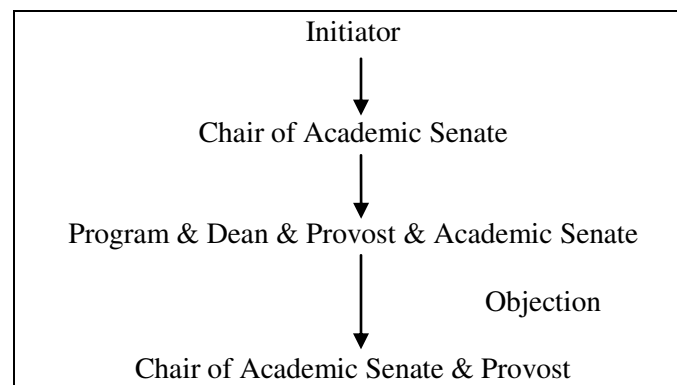 Initiator
Chair of Academic Senate
Program & Dean & Provost & Academic Senate
Objection
Chair of Academic Senate & Provost